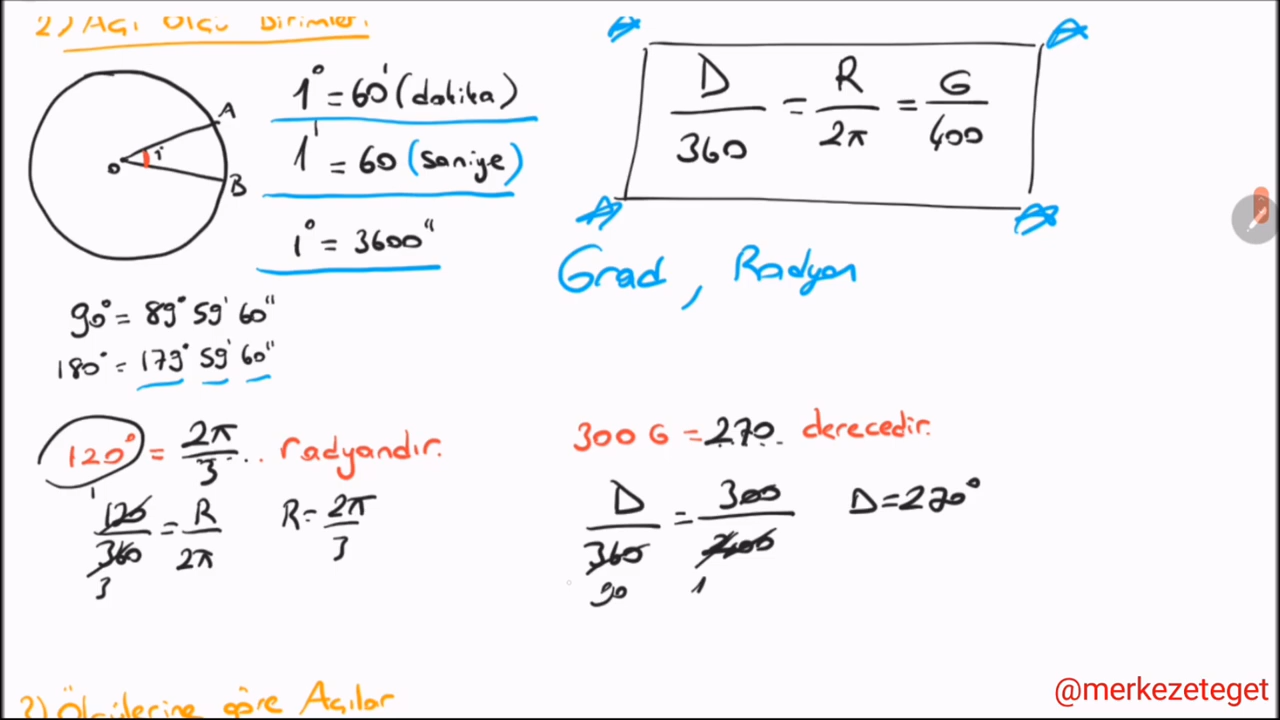 2) Açı Ölçü Birimleri
A
O
1°
B
1° = 60' (dakika)
1' = 60 (saniye)
1° = 3600"
D/360 = R/2π = G/400
Grad, Radyan
90° = 89° 59' 60"
180° = 179° 59' 60"
120° = 2π/3 .. radyandır.
1
120/360 = R/2π R = 2π/3
3
300 G = 270.. derecedir.
D/360 = 300/400 D = 270°
90 1
3) Ölçülerine göre Açılar
@merkezeteget